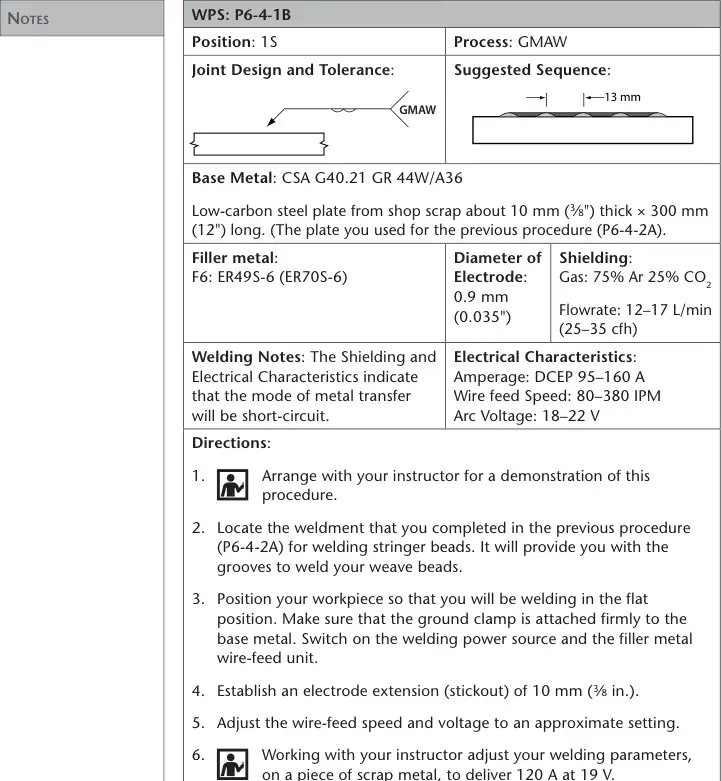 NOTES
WPS: P6-4-1B
Position: 1S
Process: GMAW
Joint Design and Tolerance:
GMAW
Suggested Sequence:
13 mm
Base Metal: CSA G40.21 GR 44W/A36
Low-carbon steel plate from shop scrap about 10 mm (⅜") thick × 300 mm
(12") long. (The plate you used for the previous procedure (P6-4-2A).
Filler metal:
F6: ER49S-6 (ER70S-6)
Diameter of
Electrode:
0.9 mm
(0.035")
Shielding:
Gas: 75% Ar 25% CO₂
Flowrate: 12–17 L/min
(25–35 cfh)
Welding Notes: The Shielding and
Electrical Characteristics indicate
that the mode of metal transfer
will be short-circuit.
Electrical Characteristics:
Amperage: DCEP 95–160 A
Wire feed Speed: 80–380 IPM
Arc Voltage: 18–22 V
Directions:
1. Arrange with your instructor for a demonstration of this
procedure.
2. Locate the weldment that you completed in the previous procedure
(P6-4-2A) for welding stringer beads. It will provide you with the
grooves to weld your weave beads.
3. Position your workpiece so that you will be welding in the flat
position. Make sure that the ground clamp is attached firmly to the
base metal. Switch on the welding power source and the filler metal
wire-feed unit.
4. Establish an electrode extension (stickout) of 10 mm (⅜ in.).
5. Adjust the wire-feed speed and voltage to an approximate setting.
6. Working with your instructor adjust your welding parameters,
on a piece of scrap metal, to deliver 120 A at 19 V.